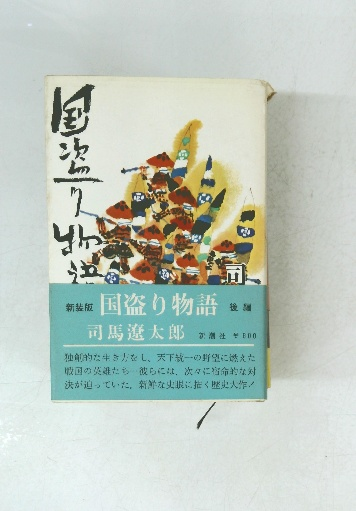 国盗り物語
司
新装版 国盗り物語 後編
司馬遼太郎 新潮社 ¥800
独創的な生き方をし、天下統一の野望に燃えた
戦国の英雄たち―彼らには、次々に宿命的な対
決が迫っていた。新鮮な史眼に描く歴史大作！